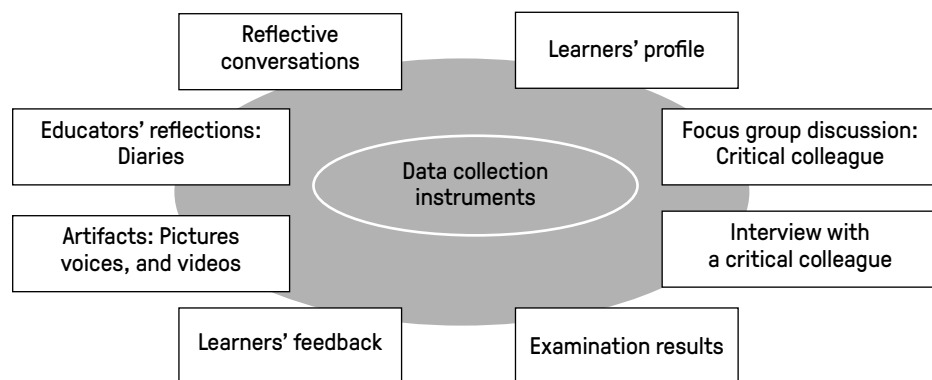 Reflective
conversations
Learners’ profile
Educators’ reflections:
Diaries
Focus group discussion:
Critical colleague
Data collection
instruments
Artifacts: Pictures
voices, and videos
Interview with
a critical colleague
Learners’ feedback
Examination results